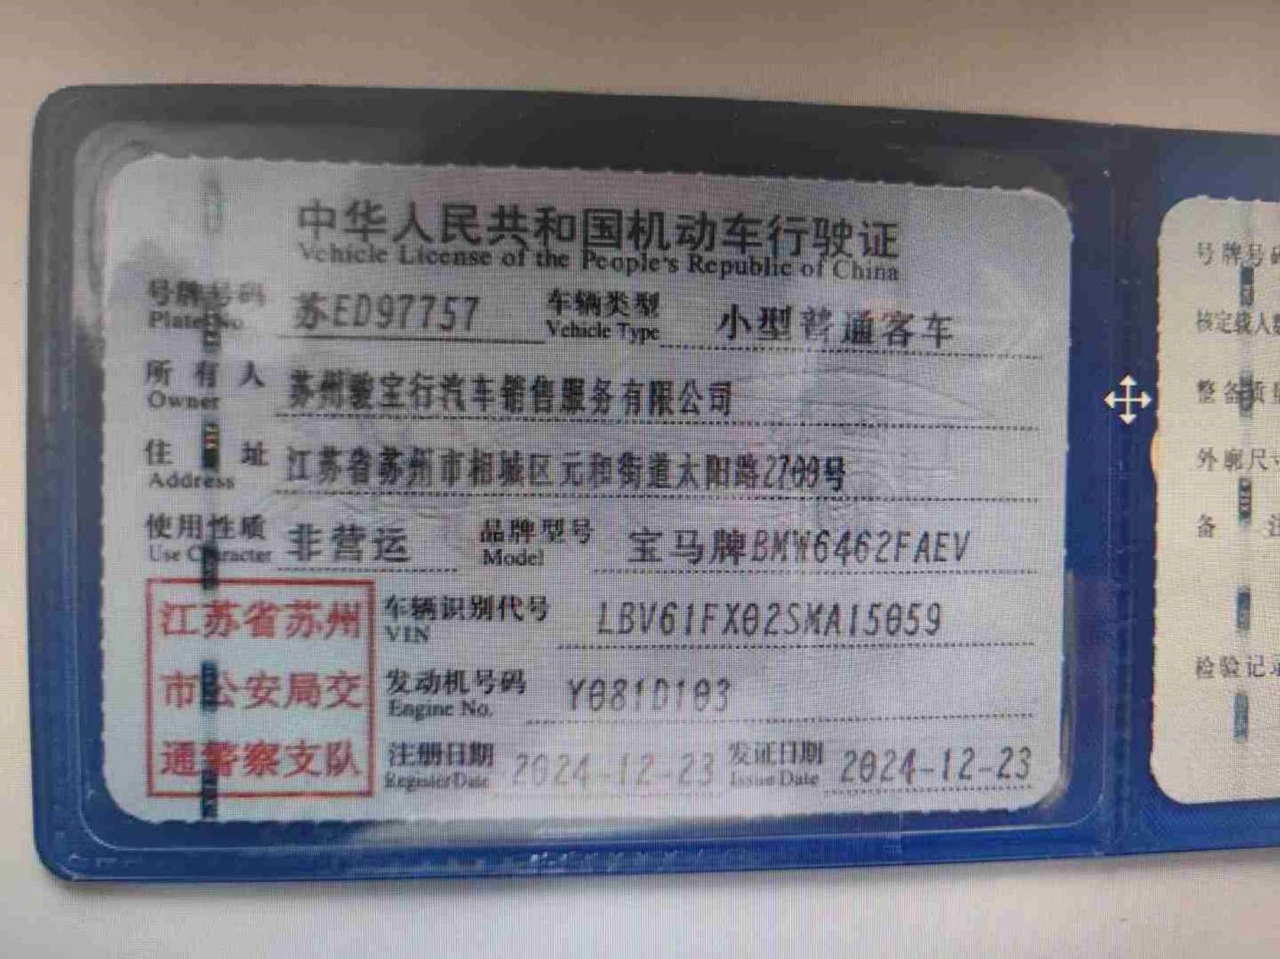 中华人民共和国机动车行驶证
Vehicle License of the People's Republic of China
号牌号码 苏ED97757 车辆类型 小型普通客车
Plate No. Vehicle Type
所有人 苏州骏宝行汽车销售服务有限公司
Owner
住址 江苏省苏州市相城区元和街道太阳路2709号
Address
使用性质 非营运 品牌型号 宝马牌BMW6462FAEV
Use Character Model
江苏省苏州
市公安局交
通警察支队
车辆识别代号 LBV61FX02SMA15059
VIN
发动机号码 Y081D103
Engine No.
注册日期 2024-12-23 发证日期 2024-12-23
Register Date Issue Date
号牌号码
核定载人
整备质
外廓尺寸
备 注
检验记录